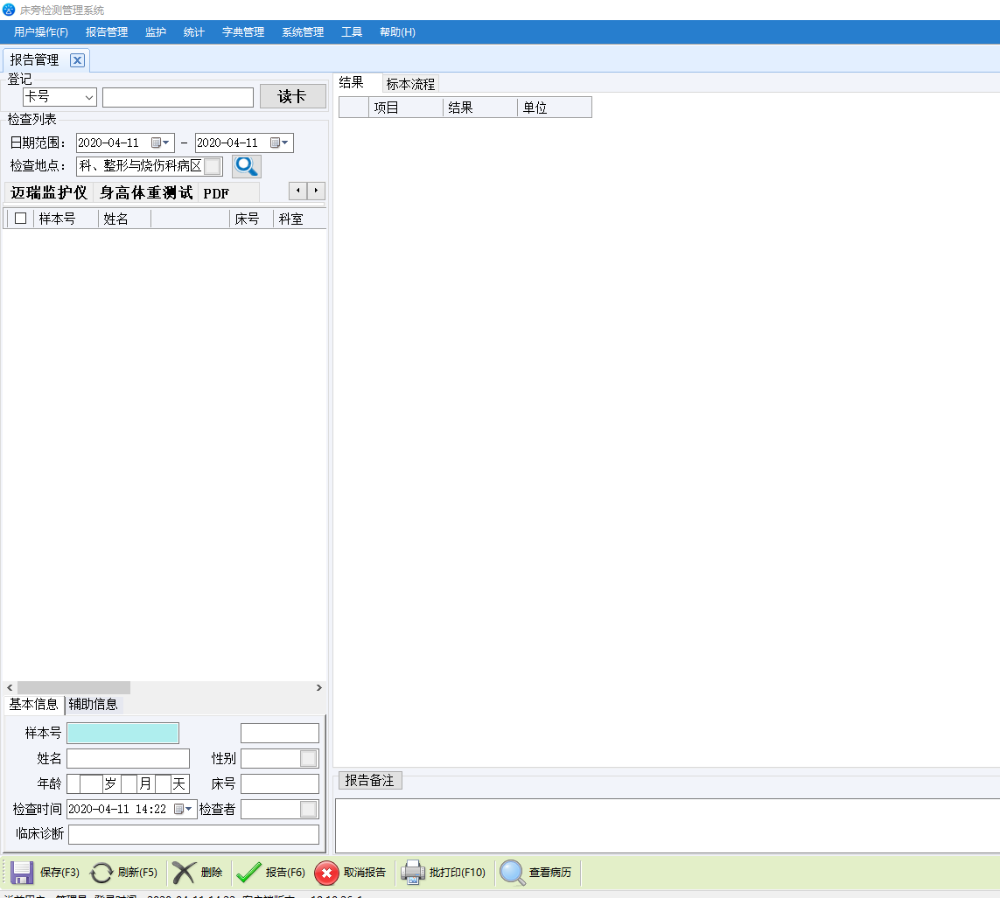 床旁检测管理系统
用户操作(F) 报告管理 监护 统计 字典管理 系统管理 工具 帮助(H)
报告管理
登记
卡号 读卡
检查列表
日期范围： 2020-04-11 - 2020-04-11
检查地点： 科、整形与烧伤科病区
迈瑞监护仪 身高体重测试 PDF
样本号 姓名 床号 科室
结果 标本流程
项目 结果 单位
基本信息 辅助信息
样本号
姓名 性别
年龄 岁 月 天 床号
检查时间 2020-04-11 14:22 检查者
临床诊断
报告备注
保存(F3) 刷新(F5) 删除 报告(F6) 取消报告 批打印(F10) 查看病历